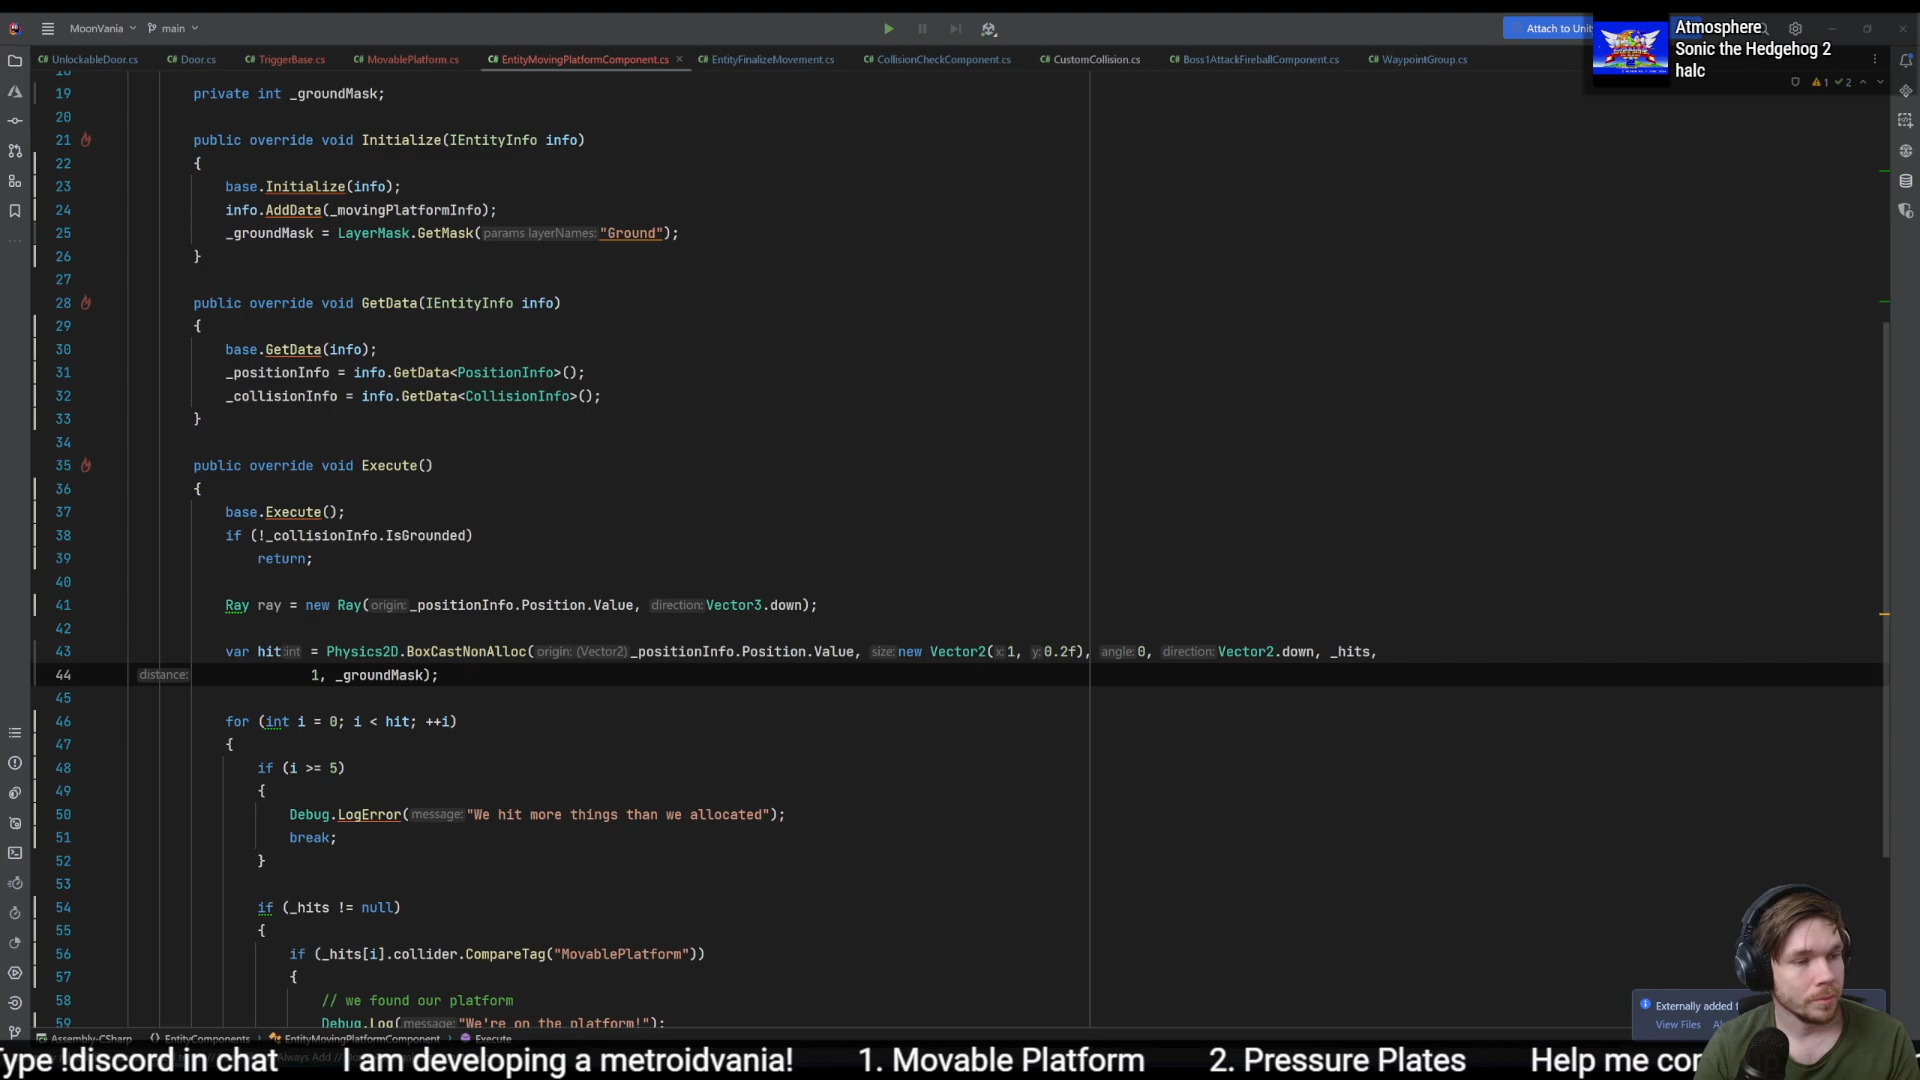 MoonVania
main
Attach to Unity
Atmosphere
Sonic the Hedgehog 2
halc
C# UnlockableDoor.cs
C# Door.cs
C# TriggerBase.cs
C# MovablePlatform.cs
C# EntityMovingPlatformComponent.cs
C# EntityFinalizeMovement.cs
C# CollisionCheckComponent.cs
C# CustomCollision.cs
C# Boss1AttackFireballComponent.cs
C# WaypointGroup.cs
1 2
18
19 private int _groundMask;
20
21 public override void Initialize(IEntityInfo info)
22 {
23 base.Initialize(info);
24 info.AddData(_movingPlatformInfo);
25 _groundMask = LayerMask.GetMask( params layerNames: "Ground");
26 }
27
28 public override void GetData(IEntityInfo info)
29 {
30 base.GetData(info);
31 _positionInfo = info.GetData<PositionInfo>();
32 _collisionInfo = info.GetData<CollisionInfo>();
33 }
34
35 public override void Execute()
36 {
37 base.Execute();
38 if (!_collisionInfo.IsGrounded)
39 return;
40
41 Ray ray = new Ray( origin: _positionInfo.Position.Value, direction: Vector3.down);
42
43 var hit :int = Physics2D.BoxCastNonAlloc( origin: (Vector2) _positionInfo.Position.Value, size: new Vector2( x: 1, y: 0.2f), angle: 0, direction: Vector2.down, _hits,
44 distance: 1, _groundMask);
45
46 for (int i = 0; i < hit; ++i)
47 {
48 if (i >= 5)
49 {
50 Debug.LogError( message: "We hit more things than we allocated");
51 break;
52 }
53
54 if (_hits != null)
55 {
56 if (_hits[i].collider.CompareTag("MovablePlatform"))
57 {
58 // we found our platform
59 Debug.Log( message: "We're on the platform!");
Externally added f
View Files
Assembly-CSharp EntityComponents EntityMovingPlatformComponent Execute
Type !discord in chat I am developing a metroidvania! 1. Movable Platform 2. Pressure Plates Help me co